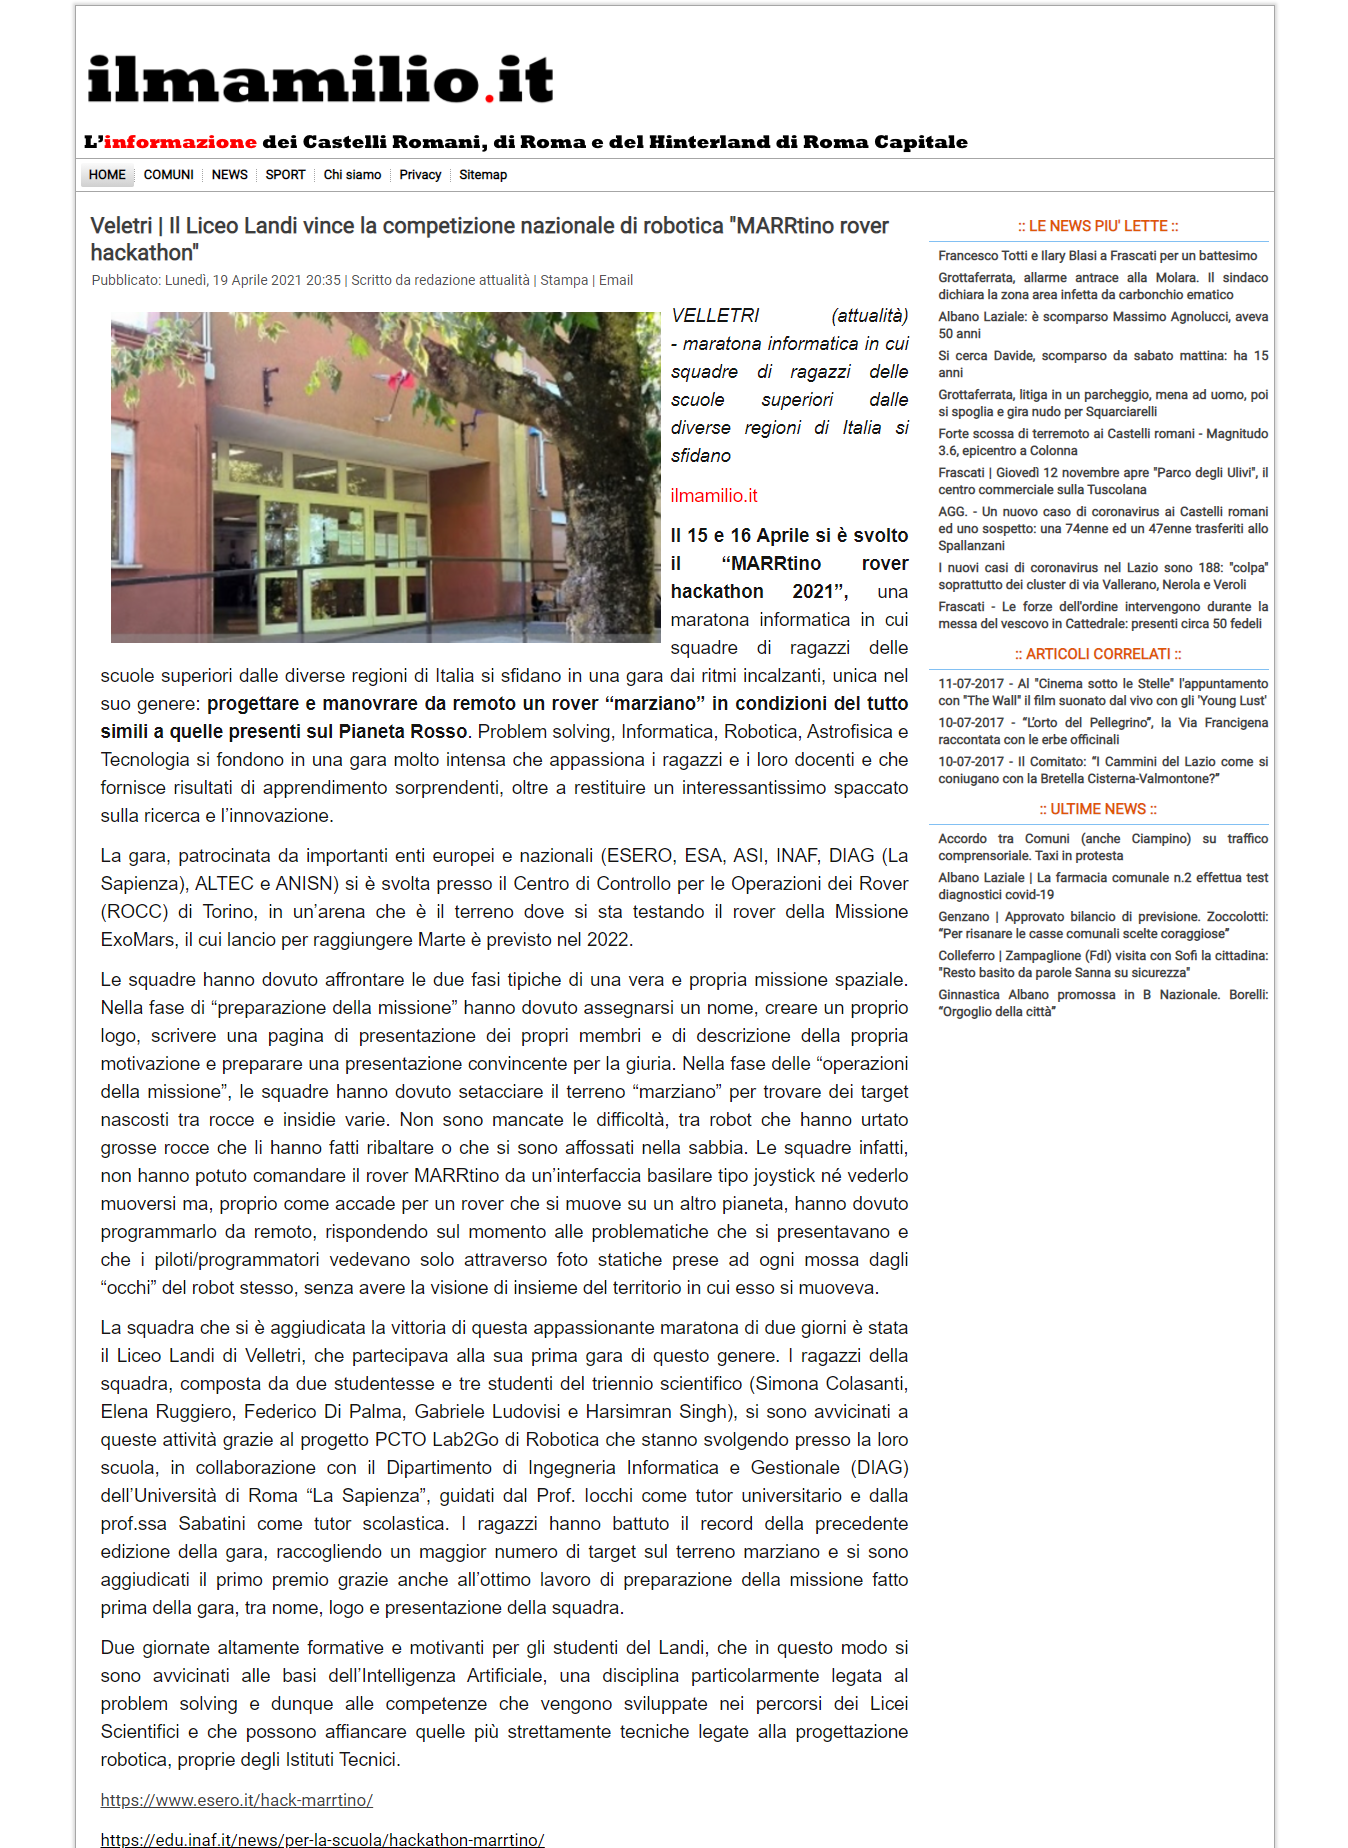 ilmamilio.it
L’informazione dei Castelli Romani, di Roma e del Hinterland di Roma Capitale
HOME COMUNI NEWS SPORT Chi siamo Privacy Sitemap
Veletri | Il Liceo Landi vince la competizione nazionale di robotica "MARRtino rover
hackathon"
Pubblicato: Lunedì, 19 Aprile 2021 20:35 | Scritto da redazione attualità | Stampa | Email
VELLETRI (attualità)
- maratona informatica in cui
squadre di ragazzi delle
scuole superiori dalle
diverse regioni di Italia si
sfidano
ilmamilio.it
Il 15 e 16 Aprile si è svolto
il “MARRtino rover
hackathon 2021”, una
maratona informatica in cui
squadre di ragazzi delle
scuole superiori dalle diverse regioni di Italia si sfidano in una gara dai ritmi incalzanti, unica nel
suo genere: progettare e manovrare da remoto un rover “marziano” in condizioni del tutto
simili a quelle presenti sul Pianeta Rosso. Problem solving, Informatica, Robotica, Astrofisica e
Tecnologia si fondono in una gara molto intensa che appassiona i ragazzi e i loro docenti e che
fornisce risultati di apprendimento sorprendenti, oltre a restituire un interessantissimo spaccato
sulla ricerca e l’innovazione.
La gara, patrocinata da importanti enti europei e nazionali (ESERO, ESA, ASI, INAF, DIAG (La
Sapienza), ALTEC e ANISN) si è svolta presso il Centro di Controllo per le Operazioni dei Rover
(ROCC) di Torino, in un’arena che è il terreno dove si sta testando il rover della Missione
ExoMars, il cui lancio per raggiungere Marte è previsto nel 2022.
Le squadre hanno dovuto affrontare le due fasi tipiche di una vera e propria missione spaziale.
Nella fase di “preparazione della missione” hanno dovuto assegnarsi un nome, creare un proprio
logo, scrivere una pagina di presentazione dei propri membri e di descrizione della propria
motivazione e preparare una presentazione convincente per la giuria. Nella fase delle “operazioni
della missione”, le squadre hanno dovuto setacciare il terreno “marziano” per trovare dei target
nascosti tra rocce e insidie varie. Non sono mancate le difficoltà, tra robot che hanno urtato
grosse rocce che li hanno fatti ribaltare o che si sono affossati nella sabbia. Le squadre infatti,
non hanno potuto comandare il rover MARRtino da un’interfaccia basilare tipo joystick né vederlo
muoversi ma, proprio come accade per un rover che si muove su un altro pianeta, hanno dovuto
programmarlo da remoto, rispondendo sul momento alle problematiche che si presentavano e
che i piloti/programmatori vedevano solo attraverso foto statiche prese ad ogni mossa dagli
“occhi” del robot stesso, senza avere la visione di insieme del territorio in cui esso si muoveva.
La squadra che si è aggiudicata la vittoria di questa appassionante maratona di due giorni è stata
il Liceo Landi di Velletri, che partecipava alla sua prima gara di questo genere. I ragazzi della
squadra, composta da due studentesse e tre studenti del triennio scientifico (Simona Colasanti,
Elena Ruggiero, Federico Di Palma, Gabriele Ludovisi e Harsimran Singh), si sono avvicinati a
queste attività grazie al progetto PCTO Lab2Go di Robotica che stanno svolgendo presso la loro
scuola, in collaborazione con il Dipartimento di Ingegneria Informatica e Gestionale (DIAG)
dell’Università di Roma “La Sapienza”, guidati dal Prof. Iocchi come tutor universitario e dalla
prof.ssa Sabatini come tutor scolastica. I ragazzi hanno battuto il record della precedente
edizione della gara, raccogliendo un maggior numero di target sul terreno marziano e si sono
aggiudicati il primo premio grazie anche all’ottimo lavoro di preparazione della missione fatto
prima della gara, tra nome, logo e presentazione della squadra.
Due giornate altamente formative e motivanti per gli studenti del Landi, che in questo modo si
sono avvicinati alle basi dell’Intelligenza Artificiale, una disciplina particolarmente legata al
problem solving e dunque alle competenze che vengono sviluppate nei percorsi dei Licei
Scientifici e che possono affiancare quelle più strettamente tecniche legate alla progettazione
robotica, proprie degli Istituti Tecnici.
https://www.esero.it/hack-marrtino/
https://edu.inaf.it/news/per-la-scuola/hackathon-marrtino/
:: LE NEWS PIU' LETTE ::
Francesco Totti e Ilary Blasi a Frascati per un battesimo
Grottaferrata, allarme antrace alla Molara. Il sindaco
dichiara la zona area infetta da carbonchio ematico
Albano Laziale: è scomparso Massimo Agnolucci, aveva
50 anni
Si cerca Davide, scomparso da sabato mattina: ha 15
anni
Grottaferrata, litiga in un parcheggio, mena ad uomo, poi
si spoglia e gira nudo per Squarciarelli
Forte scossa di terremoto ai Castelli romani - Magnitudo
3.6, epicentro a Colonna
Frascati | Giovedì 12 novembre apre "Parco degli Ulivi", il
centro commerciale sulla Tuscolana
AGG. - Un nuovo caso di coronavirus ai Castelli romani
ed uno sospetto: una 74enne ed un 47enne trasferiti allo
Spallanzani
I nuovi casi di coronavirus nel Lazio sono 188: "colpa"
soprattutto dei cluster di via Vallerano, Nerola e Veroli
Frascati - Le forze dell'ordine intervengono durante la
messa del vescovo in Cattedrale: presenti circa 50 fedeli
:: ARTICOLI CORRELATI ::
11-07-2017 - Al "Cinema sotto le Stelle" l'appuntamento
con "The Wall" il film suonato dal vivo con gli 'Young Lust'
10-07-2017 - “L’orto del Pellegrino”, la Via Francigena
raccontata con le erbe officinali
10-07-2017 - Il Comitato: “I Cammini del Lazio come si
coniugano con la Bretella Cisterna-Valmontone?”
:: ULTIME NEWS ::
Accordo tra Comuni (anche Ciampino) su traffico
comprensoriale. Taxi in protesta
Albano Laziale | La farmacia comunale n.2 effettua test
diagnostici covid-19
Genzano | Approvato bilancio di previsione. Zoccolotti:
“Per risanare le casse comunali scelte coraggiose”
Colleferro | Zampaglione (FdI) visita con Sofi la cittadina:
"Resto basito da parole Sanna su sicurezza"
Ginnastica Albano promossa in B Nazionale. Borelli:
“Orgoglio della città”